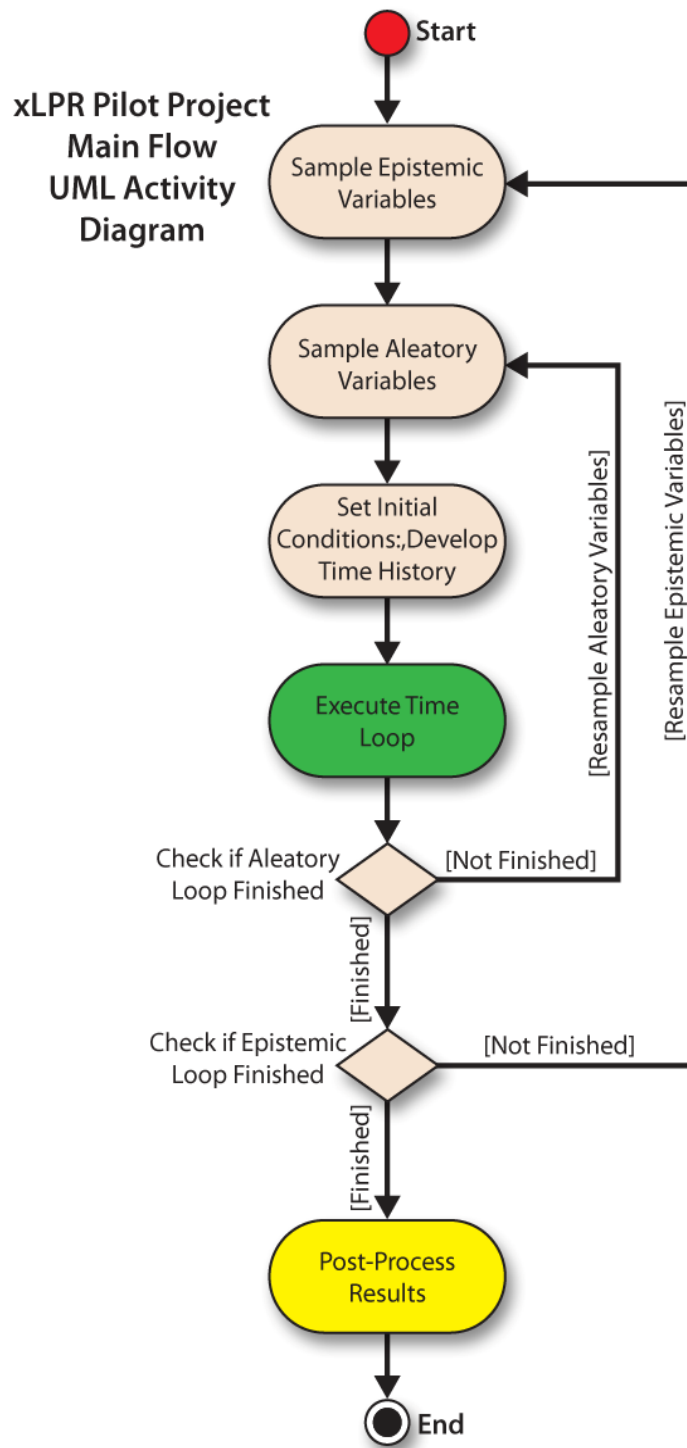 Start
xLPR Pilot Project
Main Flow
UML Activity
Diagram
Sample Epistemic
Variables
Sample Aleatory
Variables
Set Initial
Conditions:,Develop
Time History
Execute Time
Loop
Check if Aleatory
Loop Finished
[Not Finished]
[Resample Aleatory Variables]
[Resample Epistemic Variables]
[Finished]
Check if Epistemic
Loop Finished
[Not Finished]
[Finished]
Post-Process
Results
End